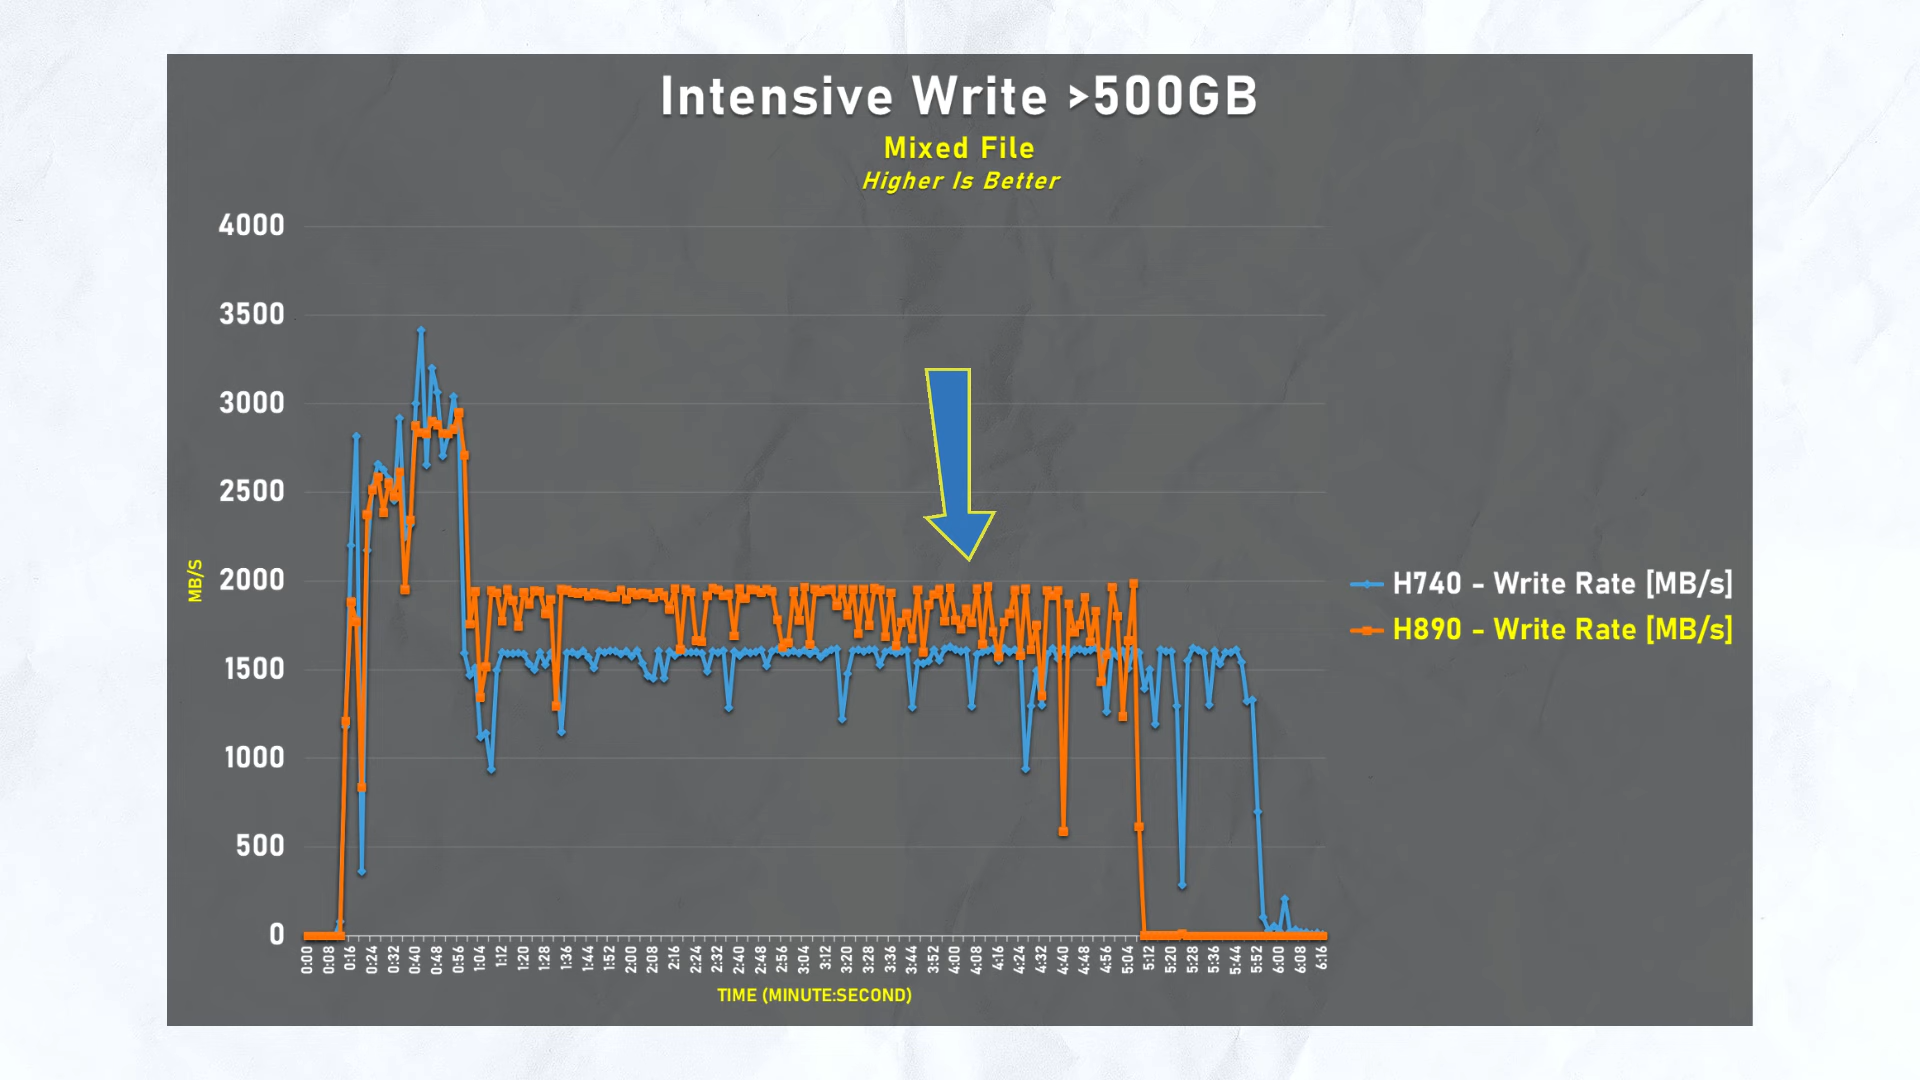 Intensive Write >500GB
Mixed File
Higher Is Better
4000
3500
3000
2500
2000
1500
1000
500
0
MB/S
H740 - Write Rate [MB/s]
H890 - Write Rate [MB/s]
0:00 0:08 0:16 0:24 0:32 0:40 0:48 0:56 1:04 1:12 1:20 1:28 1:36 1:44 1:52 2:00 2:08 2:16 2:24 2:32 2:40 2:48 2:56 3:04 3:12 3:20 3:28 3:36 3:44 3:52 4:00 4:08 4:16 4:24 4:32 4:40 4:48 4:56 5:04 5:12 5:20 5:28 5:36 5:44 5:52 6:00 6:08 6:16
TIME (MINUTE:SECOND)